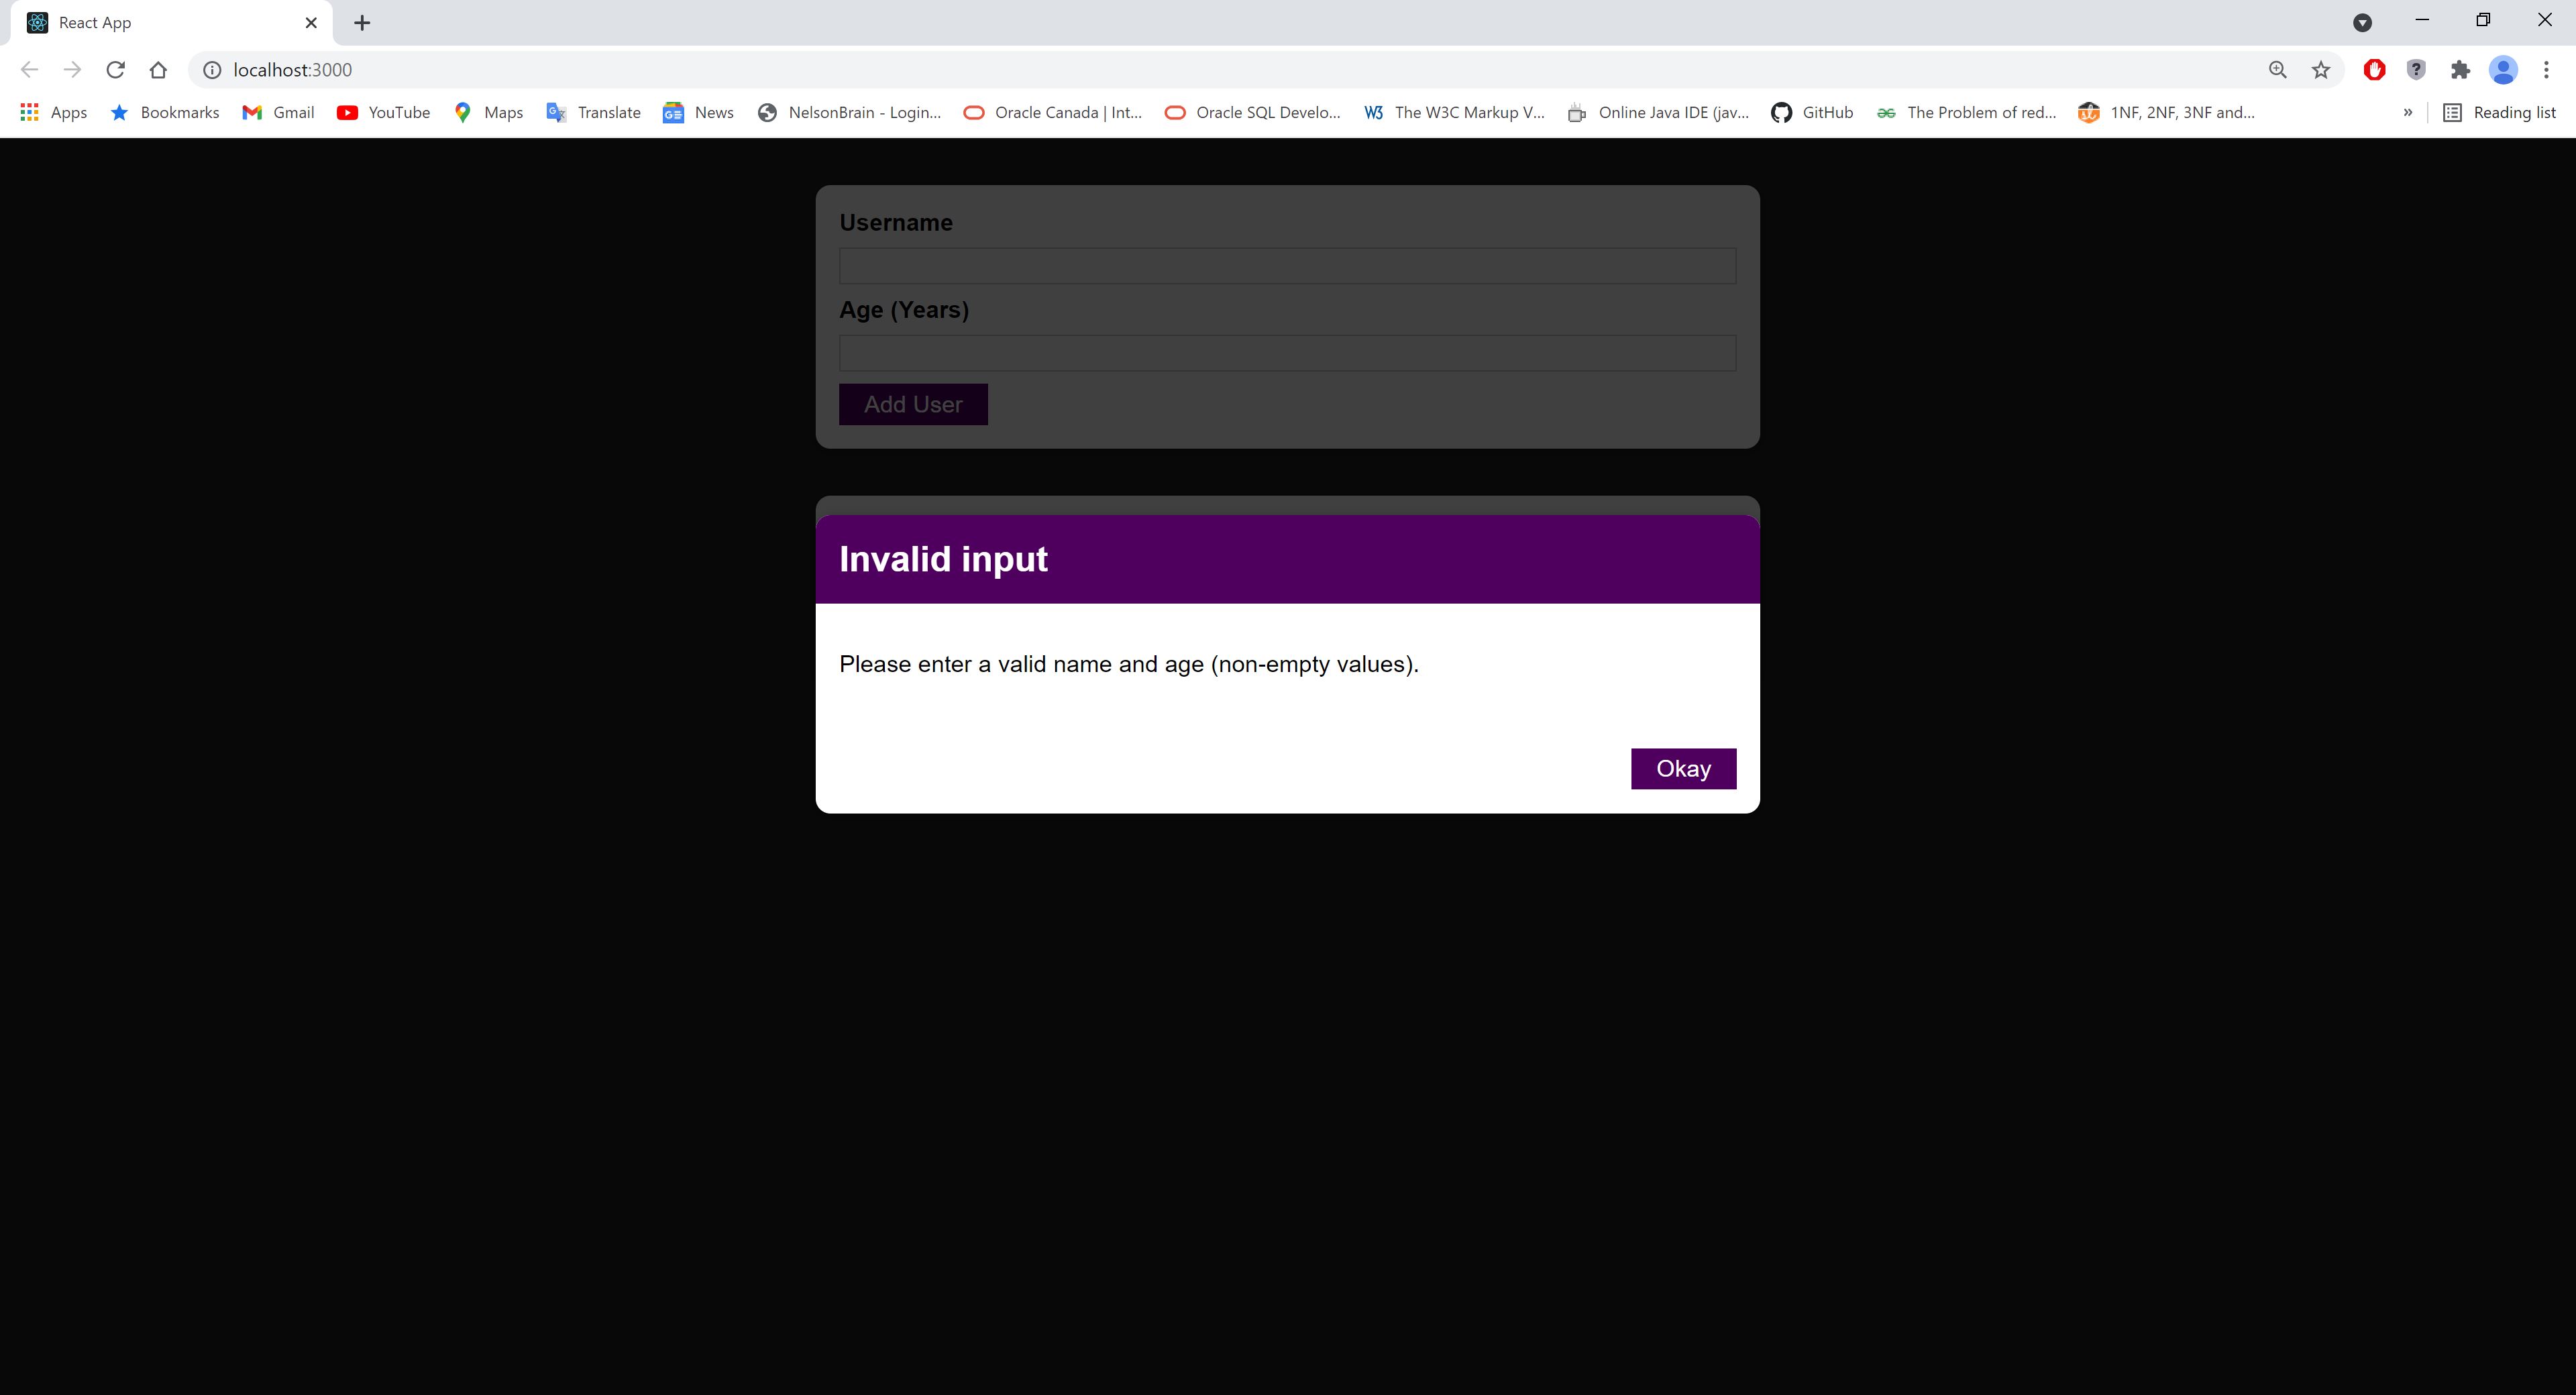 React App
localhost:3000
Apps Bookmarks Gmail YouTube Maps Translate News NelsonBrain - Login... Oracle Canada | Int... Oracle SQL Develo... The W3C Markup V... Online Java IDE (jav... GitHub The Problem of red... 1NF, 2NF, 3NF and... » Reading list
Username
Age (Years)
Add User
Invalid input
Please enter a valid name and age (non-empty values).
Okay